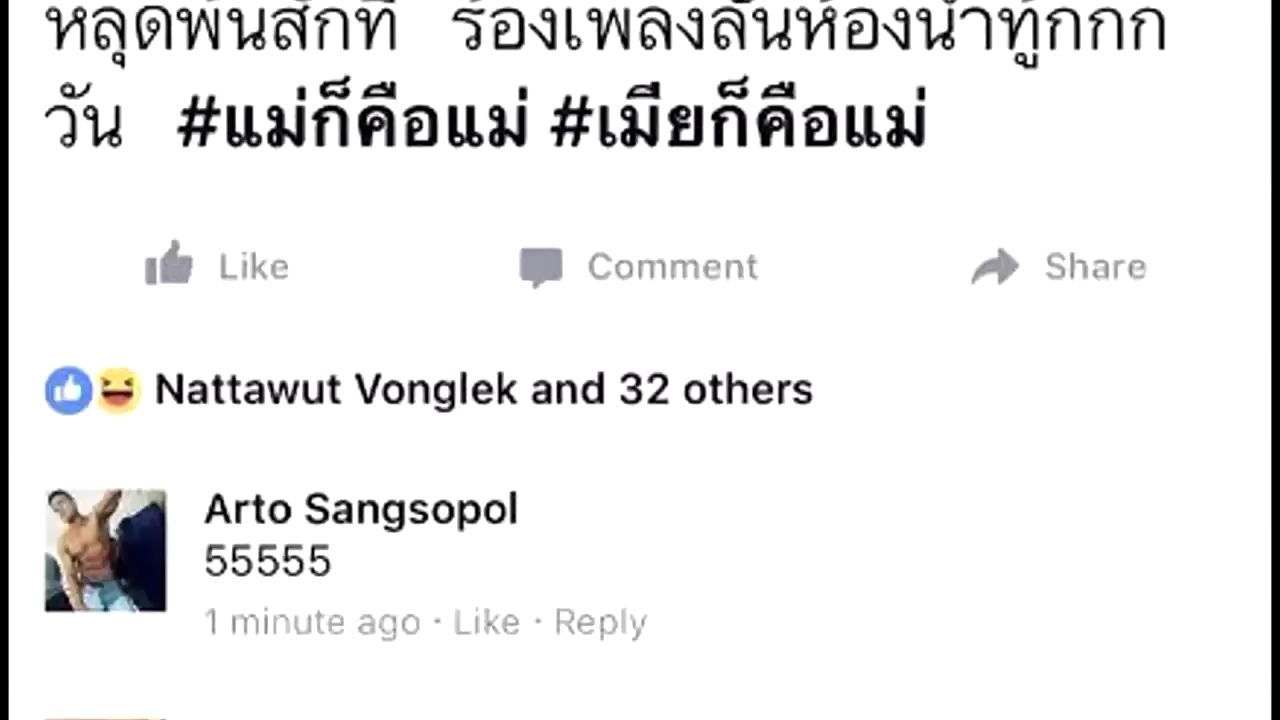 หลุดพ้นสักที ร้องเพลงลั่นห้องน้ำทู้กกก
วัน #แม่ก็คือแม่ #เมียก็คือแม่
Like Comment Share
Nattawut Vonglek and 32 others
Arto Sangsopol
55555
1 minute ago · Like · Reply